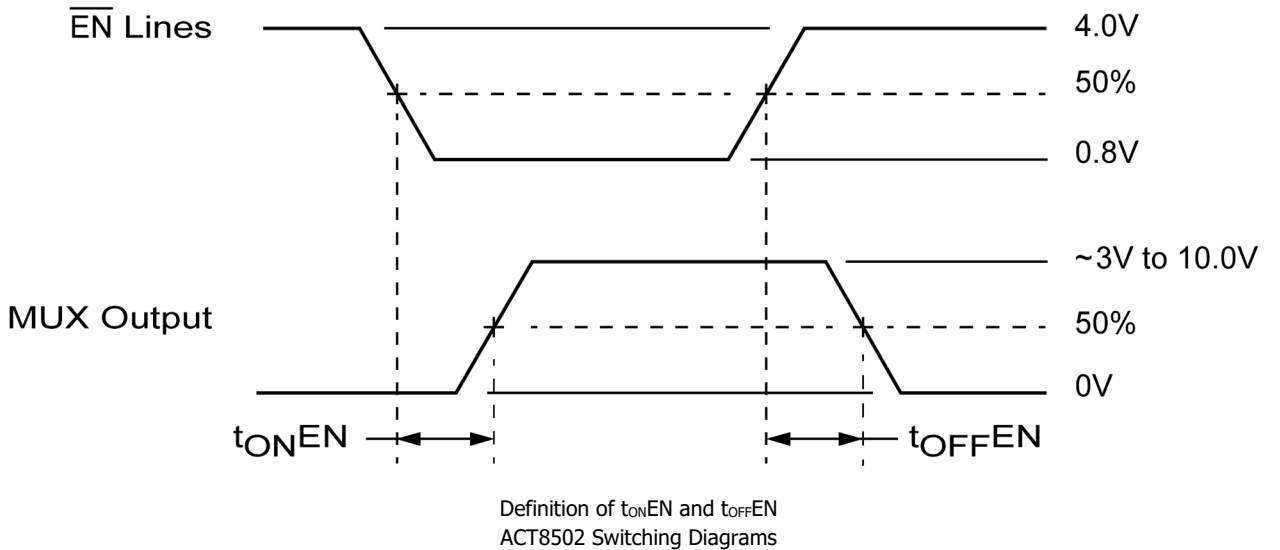 E̅N̅ Lines
4.0V
50%
0.8V
~3V to 10.0V
MUX Output
50%
0V
tONEN
tOFFEN
Definition of tONEN and tOFFEN
ACT8502 Switching Diagrams